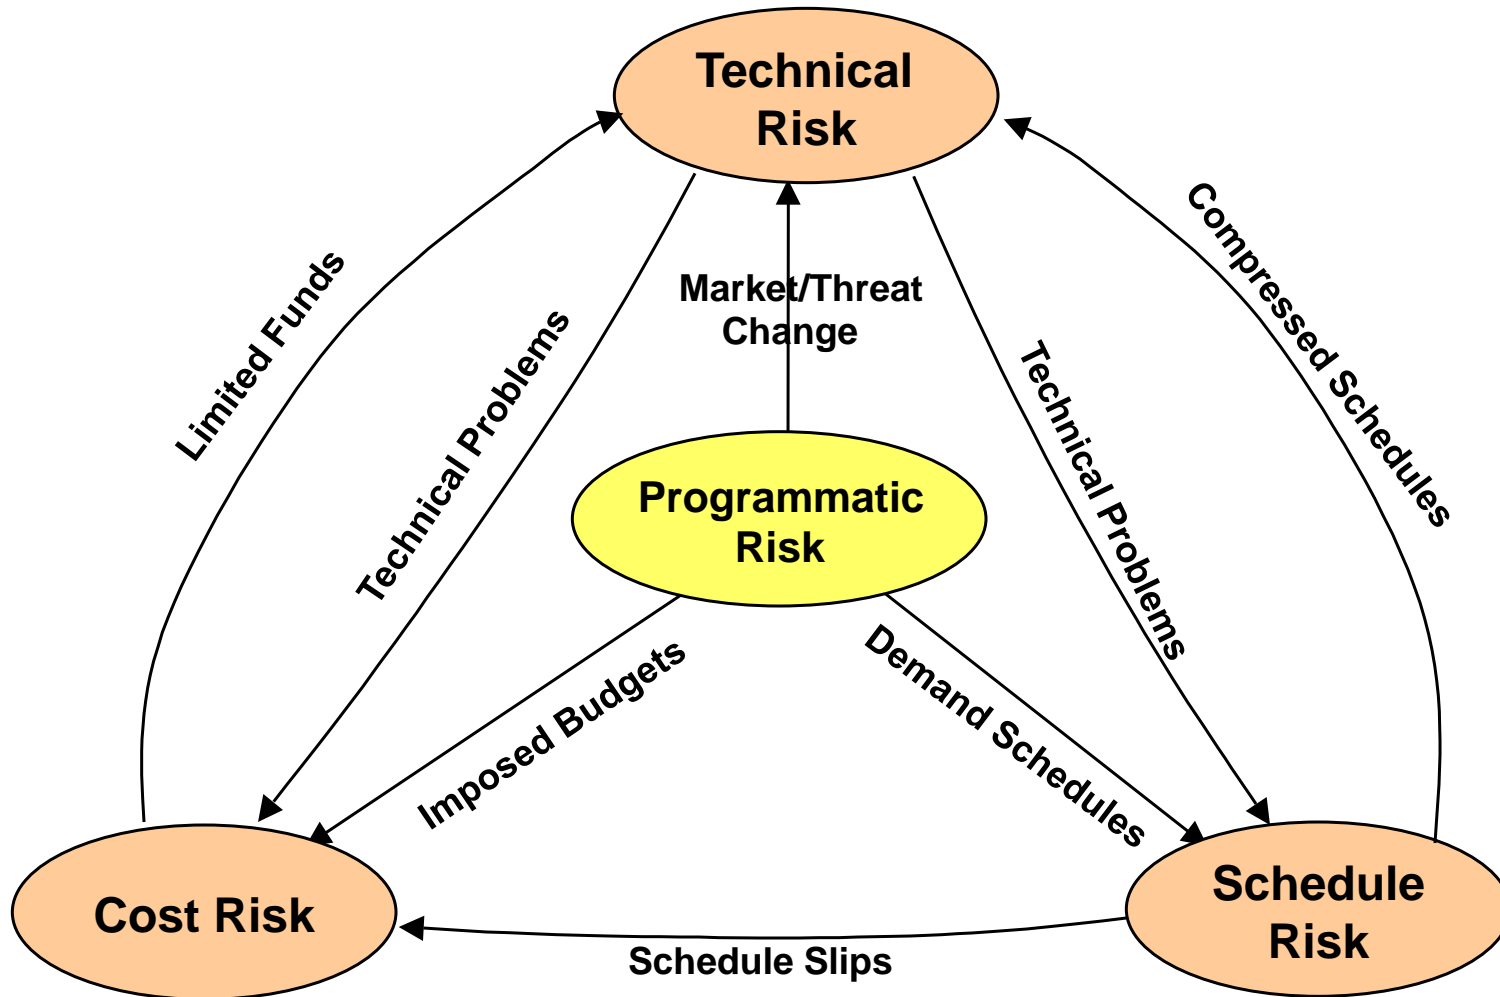 Technical
Risk
Limited Funds
Technical Problems
Market/Threat
Change
Technical Problems
Compressed Schedules
Programmatic
Risk
Imposed Budgets
Demand Schedules
Cost Risk
Schedule Slips
Schedule
Risk